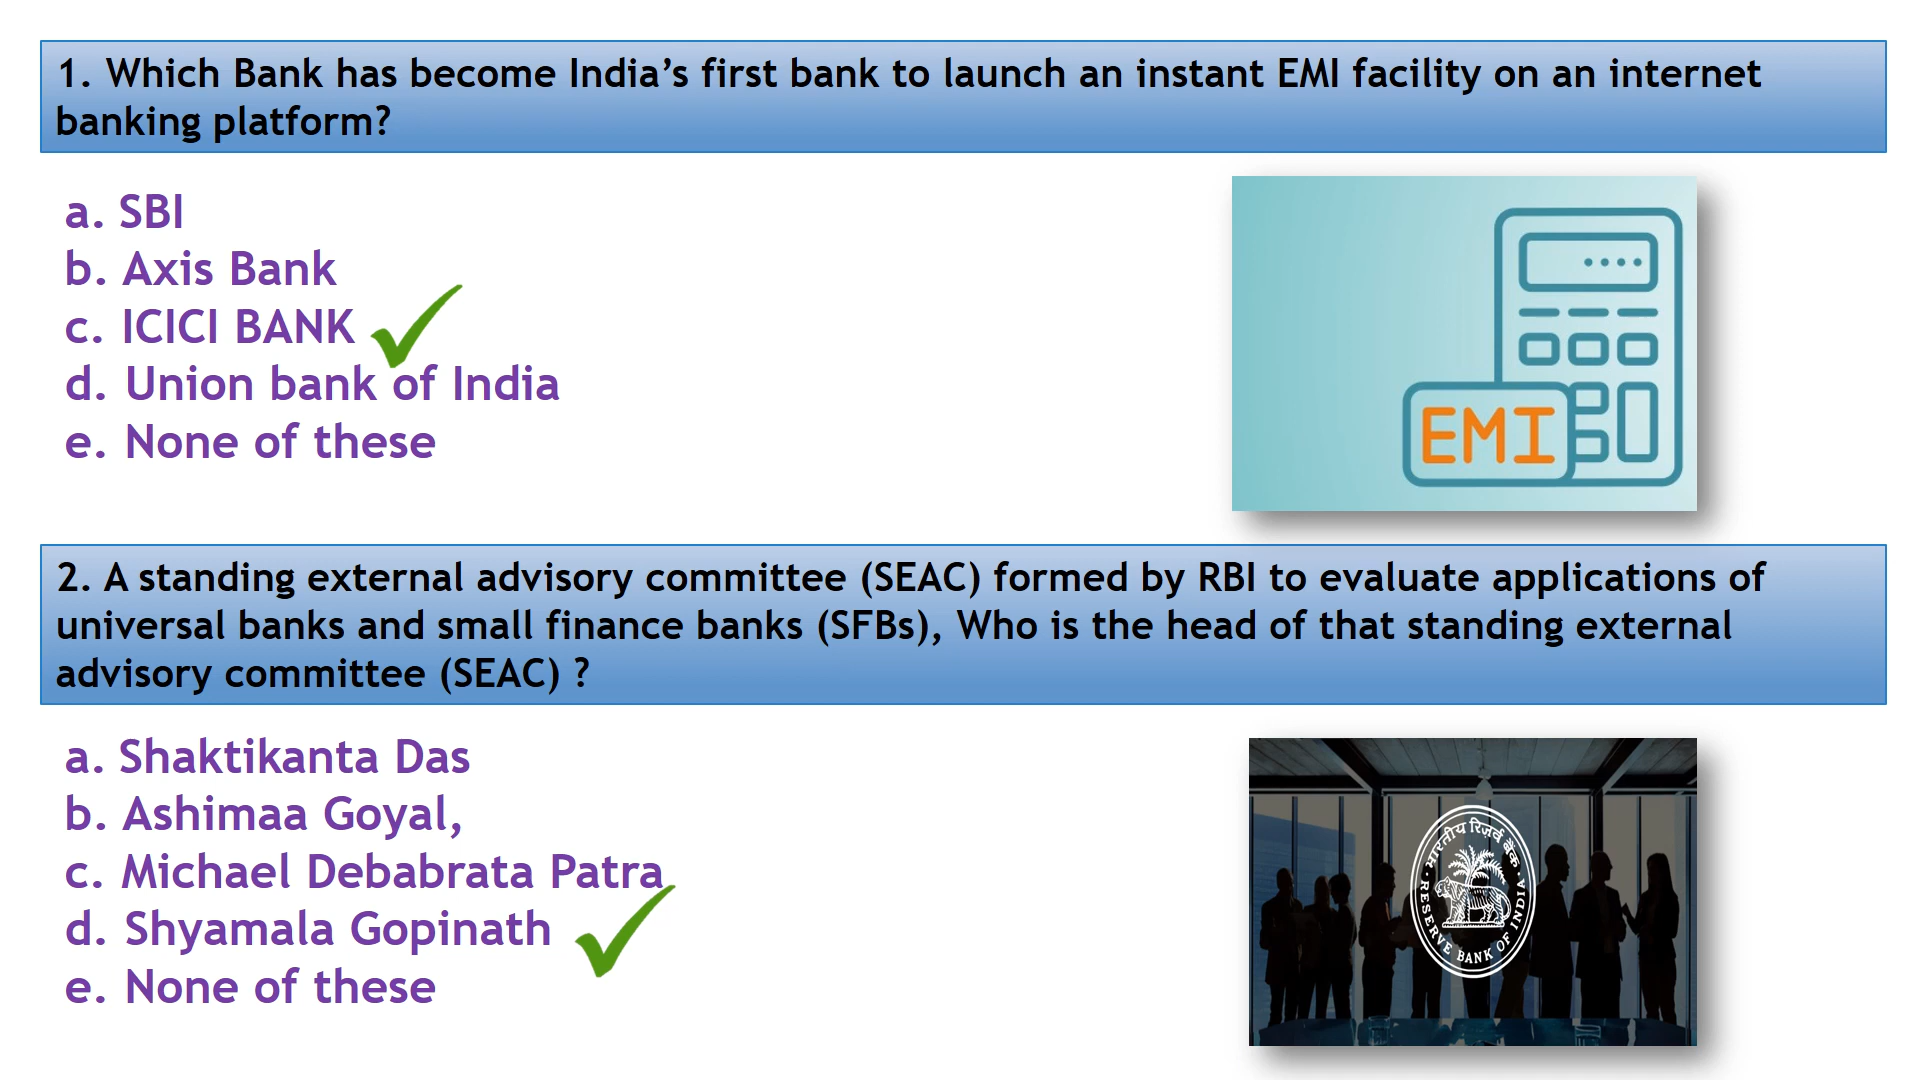 1. Which Bank has become India’s first bank to launch an instant EMI facility on an internet
banking platform?
a. SBI
b. Axis Bank
c. ICICI BANK
d. Union bank of India
e. None of these
EMI
2. A standing external advisory committee (SEAC) formed by RBI to evaluate applications of
universal banks and small finance banks (SFBs), Who is the head of that standing external
advisory committee (SEAC) ?
a. Shaktikanta Das
b. Ashimaa Goyal,
c. Michael Debabrata Patra
d. Shyamala Gopinath
e. None of these
भारतीय रिज़र्व बैंक
RESERVE BANK OF INDIA